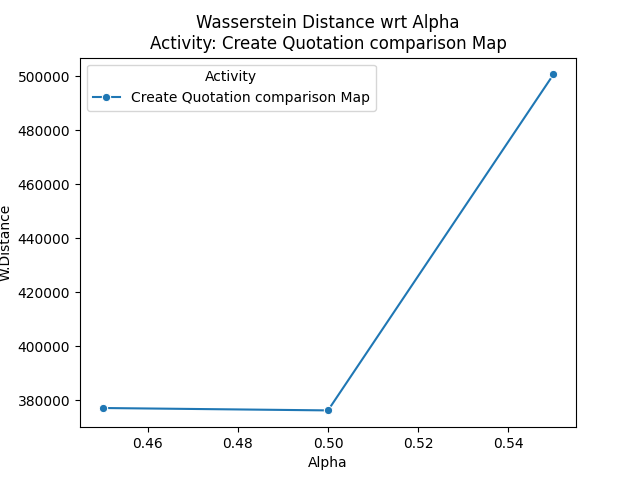 Wasserstein Distance wrt Alpha
Activity: Create Quotation comparison Map
Activity
Create Quotation comparison Map
500000
480000
460000
440000
420000
400000
380000
W.Distance
0.46
0.48
0.50
0.52
0.54
Alpha